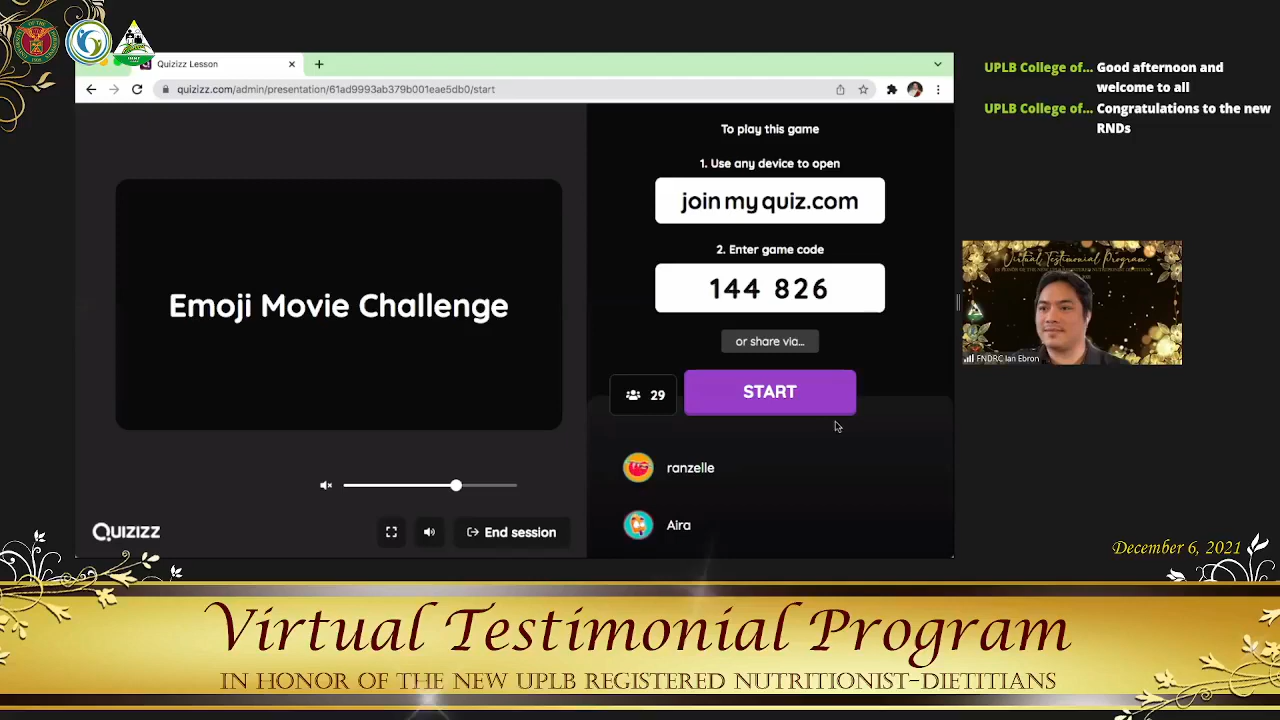 Quizizz Lesson
quizizz.com/admin/presentation/61ad9993ab379b001eae5db0/start
To play this game
1. Use any device to open
joinmyquiz.com
2. Enter game code
144 826
or share via...
29
START
ranzelle
Aira
Emoji Movie Challenge
QUIZIZZ
End session
UPLB College of... Good afternoon and
welcome to all
UPLB College of... Congratulations to the new
RNDs
Virtual Testimonial Program
FNDRC Ian Ebron
December 6, 2021
Virtual Testimonial Program
IN HONOR OF THE NEW UPLB REGISTERED NUTRITIONIST-DIETITIANS